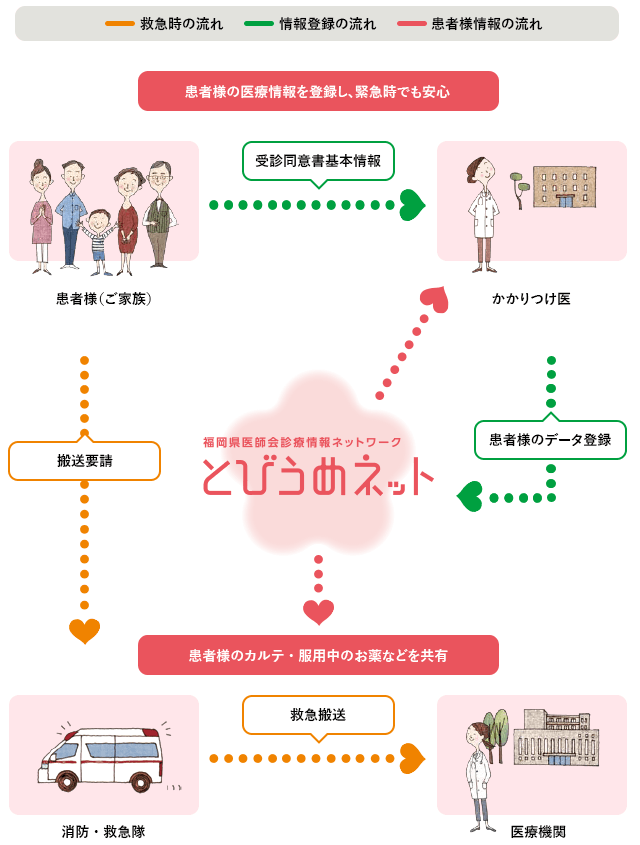 救急時の流れ
情報登録の流れ
患者様情報の流れ
患者様の医療情報を登録し、緊急時でも安心
受診同意書基本情報
患者様（ご家族）
かかりつけ医
福岡県医師会診療情報ネットワーク
とびうめネット
搬送要請
患者様のデータ登録
患者様のカルテ・服用中のお薬などを共有
救急搬送
消防・救急隊
医療機関